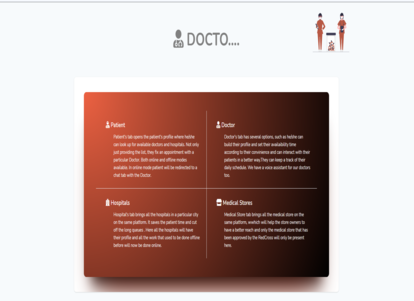 DOCTO....
Patient
Patient's tab opens the patient's profile where he/she
can look up for available doctors and hospitals. Not only
just providing the list, they fix an appointment with a
particular Doctor. Both online and offline modes
available. In online mode patient will be redirected to a
chat tab with the Doctor.
Doctor
Doctor's tab has several options, such as he/she can
build their profile and set their availability time
according to their convinience and can interact with their
patients in a better way.They can keep a track of their
daily schedule. We have a voice assistant for our doctors
too.
Hospitals
Hospital's tab brings all the hospitals in a particular city
on the same platform. It saves the patient time and cut
off the long queues . Here all the hospitals will have
their profile and all the work that used to be done offline
before will now be done online.
Medical Stores
Medical Store tab brings all the medical store on the
same platform, which will help the store owners to
have a better reach and only the medical store that has
been approved by the RedCross will only be present
here.